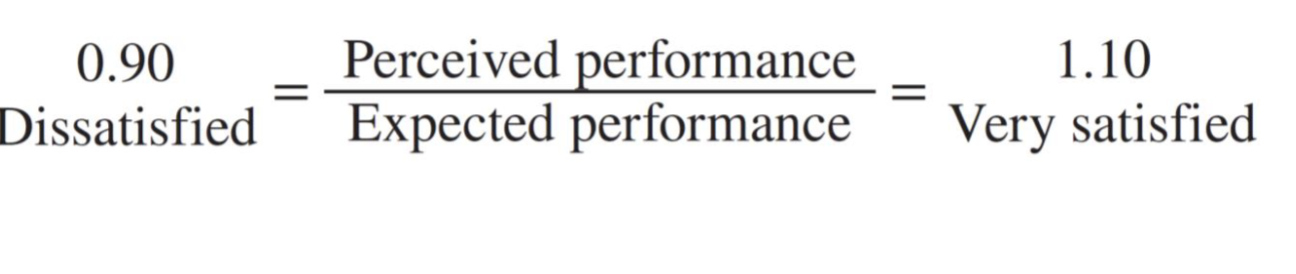 0.90
Dissatisfied
=
Perceived performance
Expected performance
=
1.10
Very satisfied